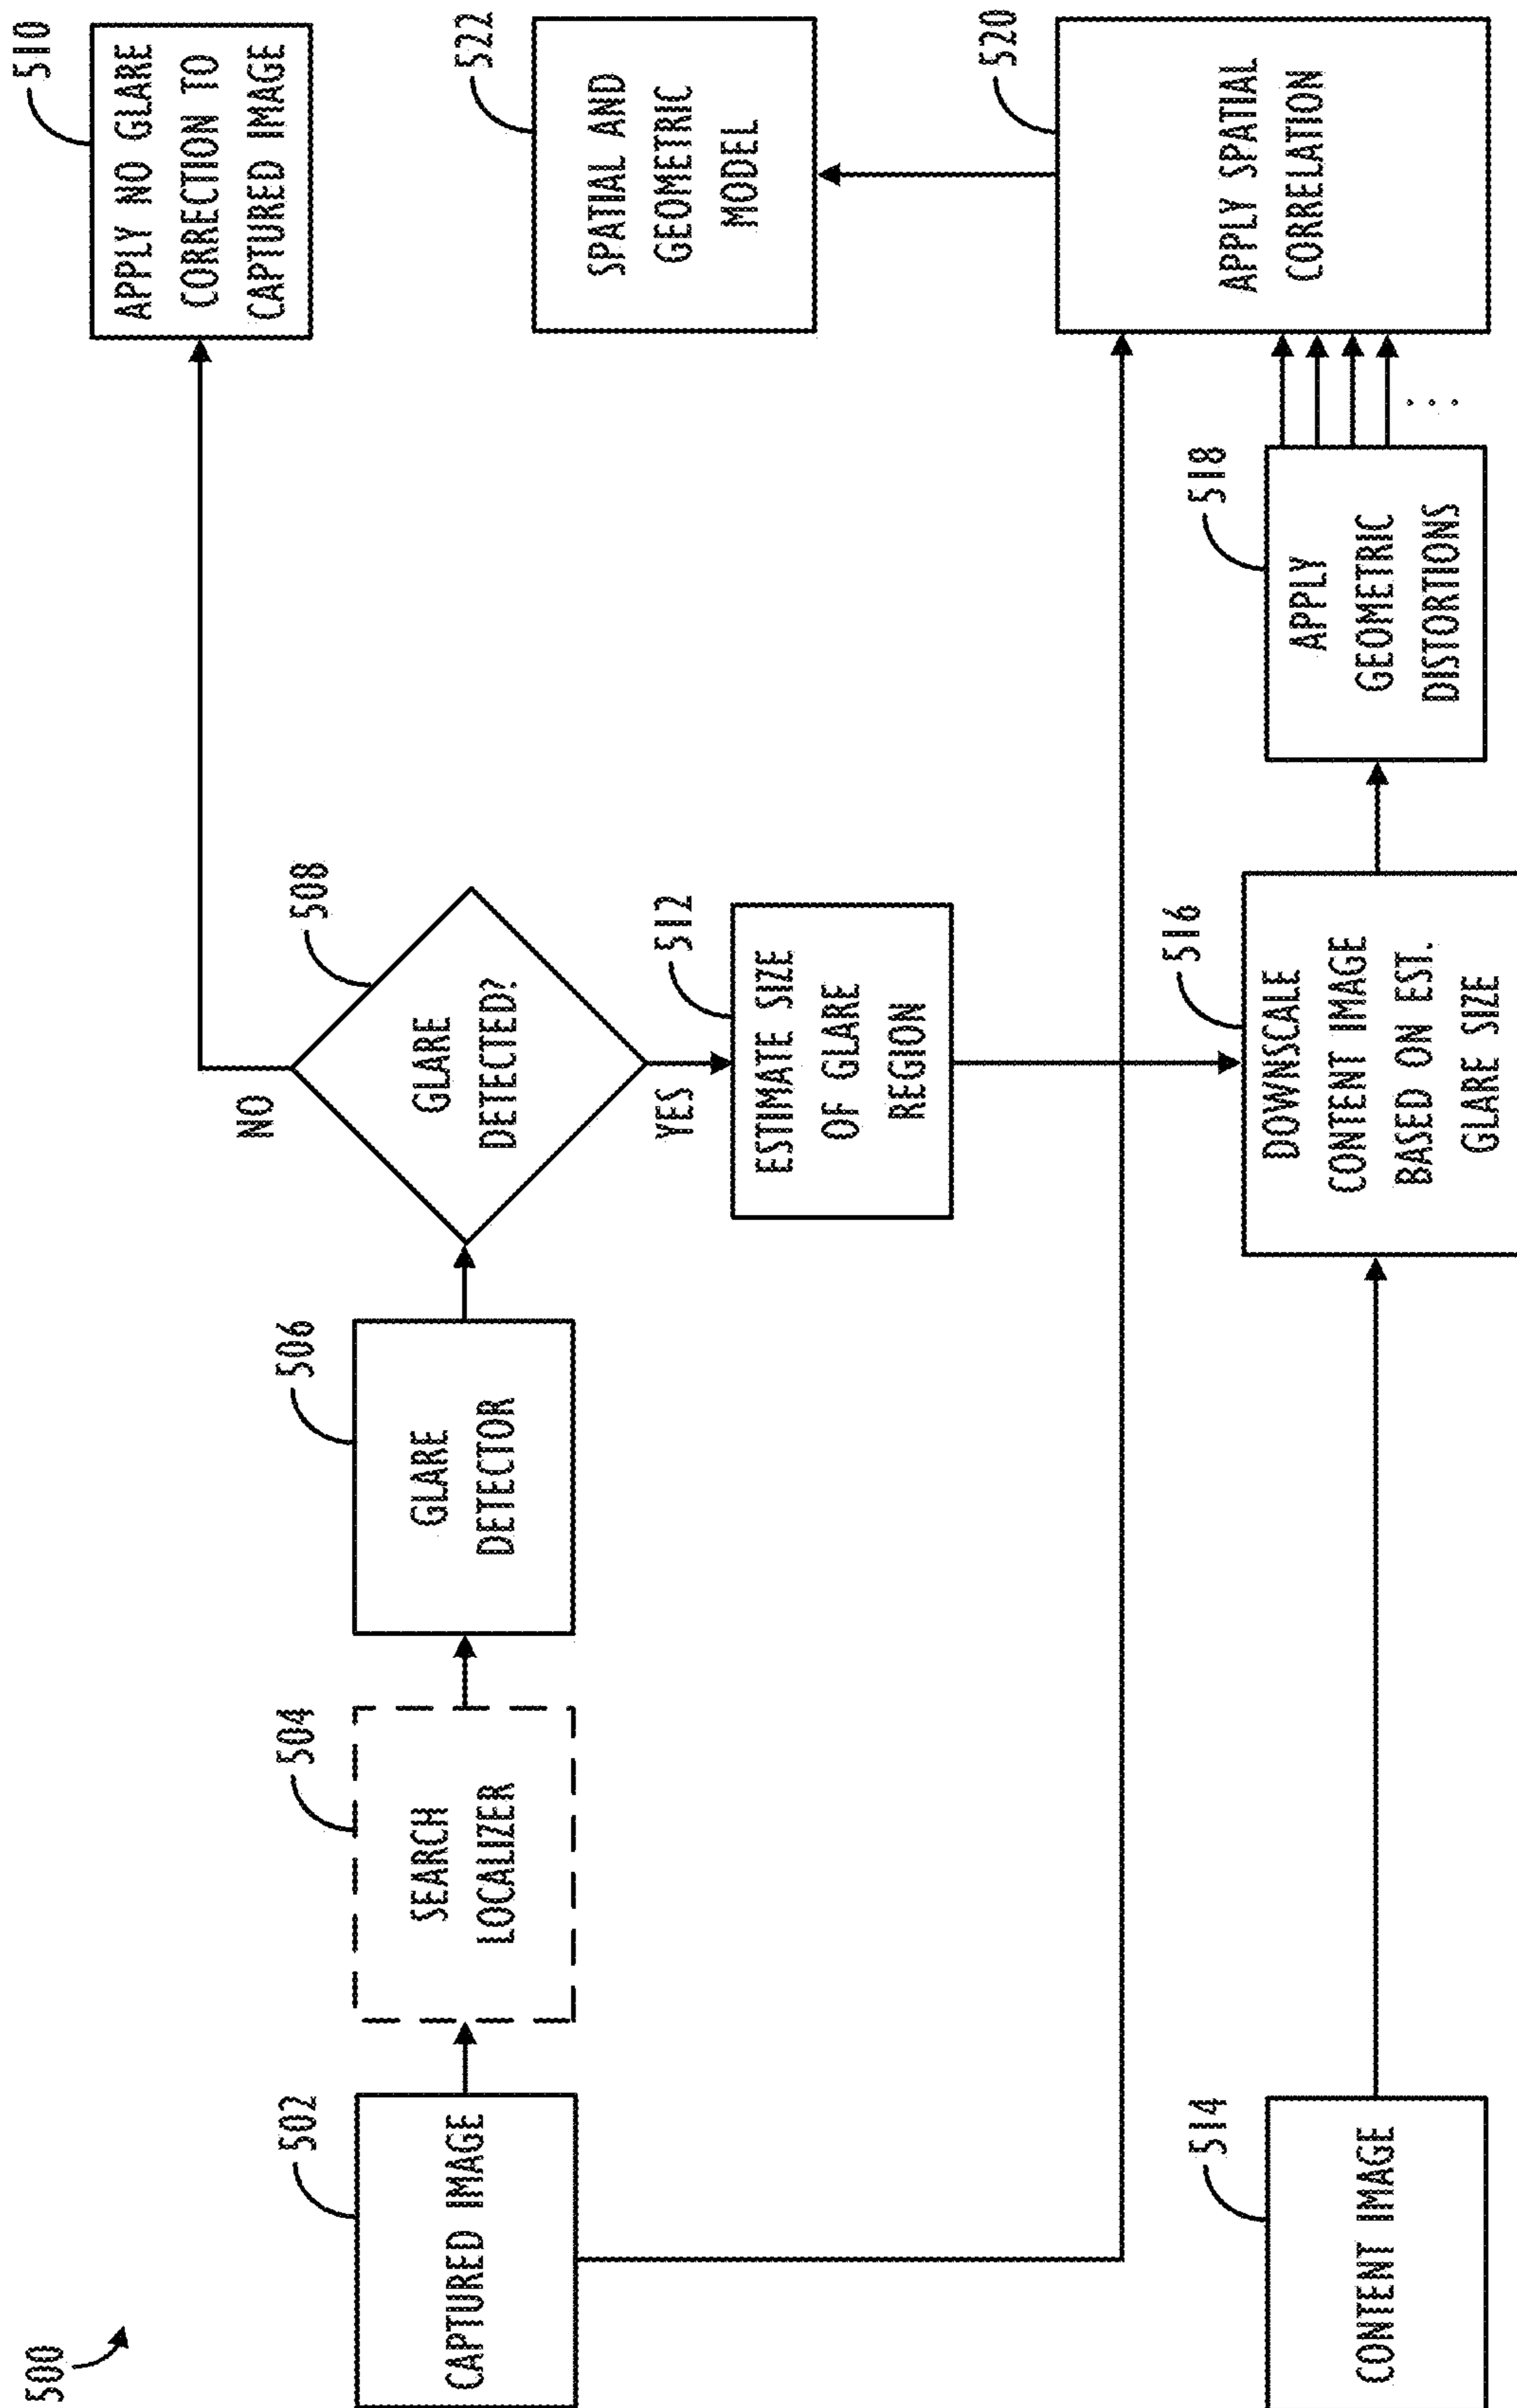 500
502
CAPTURED IMAGE
504
SEARCH
LOCALIZER
506
GLARE
DETECTOR
508
GLARE
DETECTED?
NO
510
APPLY NO GLARE
CORRECTION TO
CAPTURED IMAGE
YES
512
ESTIMATE SIZE
OF GLARE
REGION
522
SPATIAL AND
GEOMETRIC
MODEL
514
CONTENT IMAGE
516
DOWNSCALE
CONTENT IMAGE
BASED ON EST.
GLARE SIZE
518
APPLY
GEOMETRIC
DISTORTIONS
...
520
APPLY SPATIAL
CORRELATION